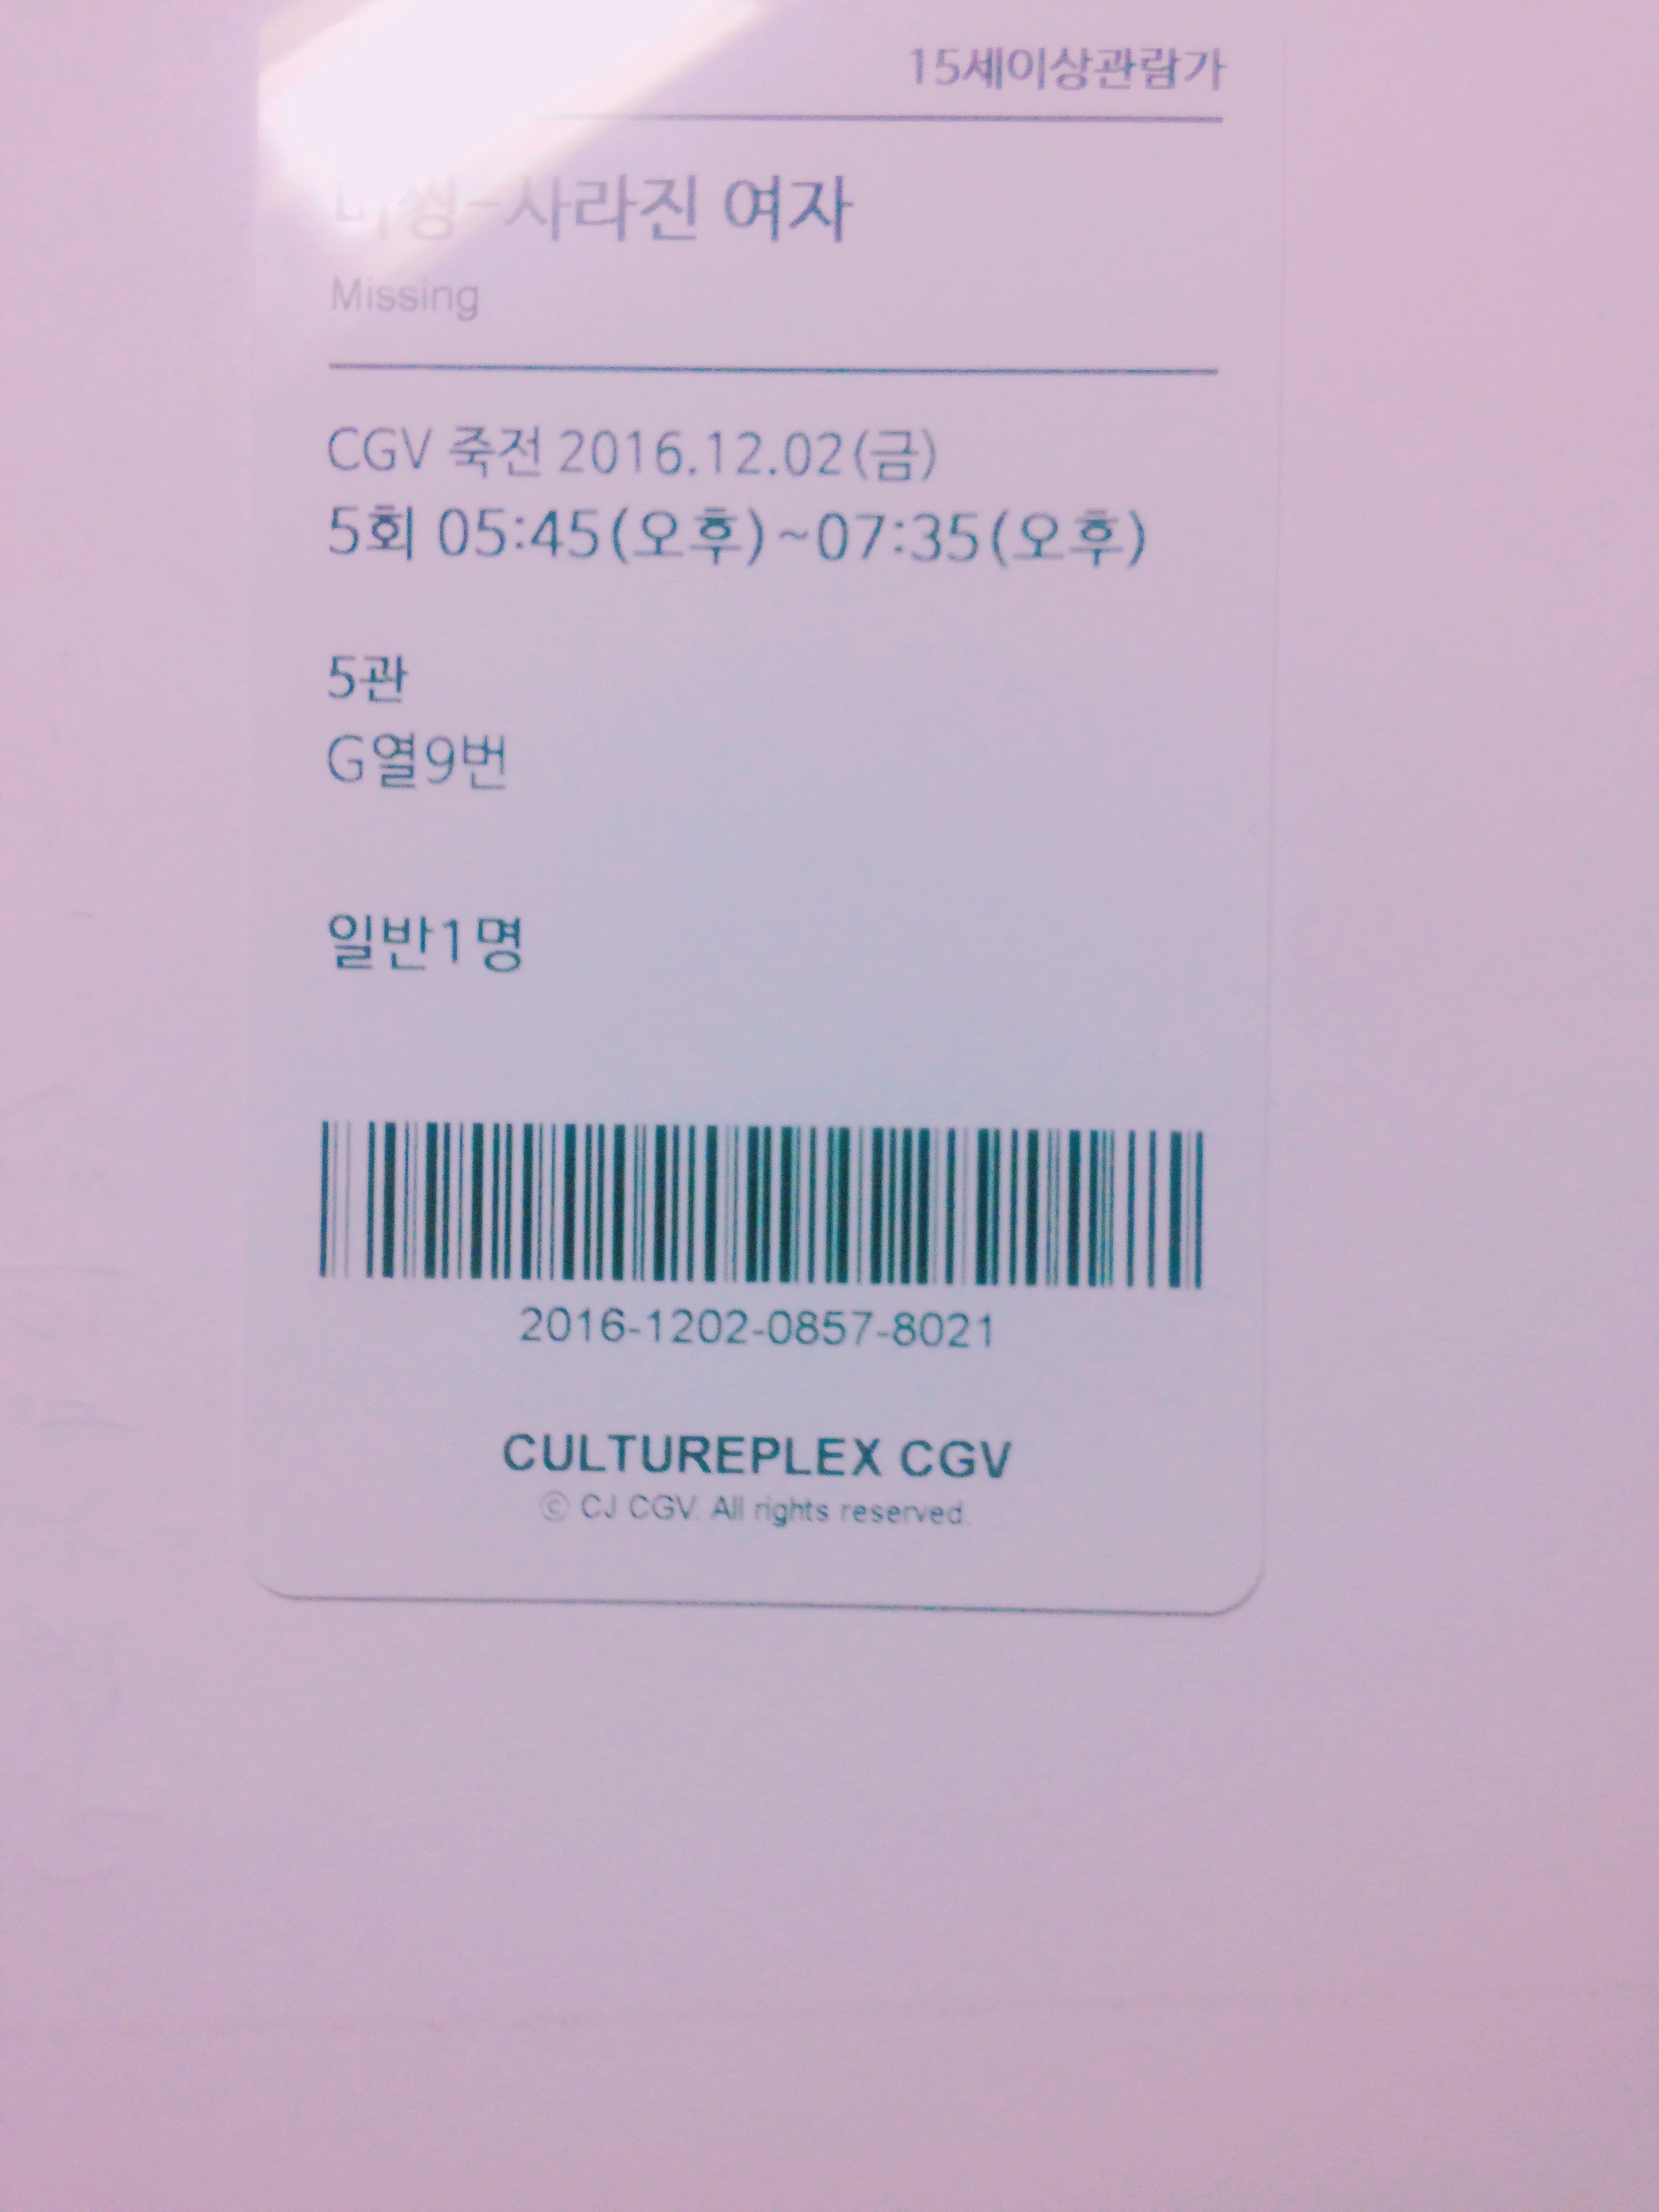 15세이상관람가
미씽-사라진 여자
Missing
CGV 죽전 2016.12.02(금)
5회 05:45(오후)~07:35(오후)
5관
G열9번
일반1명
2016-1202-0857-8021
CULTUREPLEX CGV
ⓒ CJ CGV. All rights reserved.